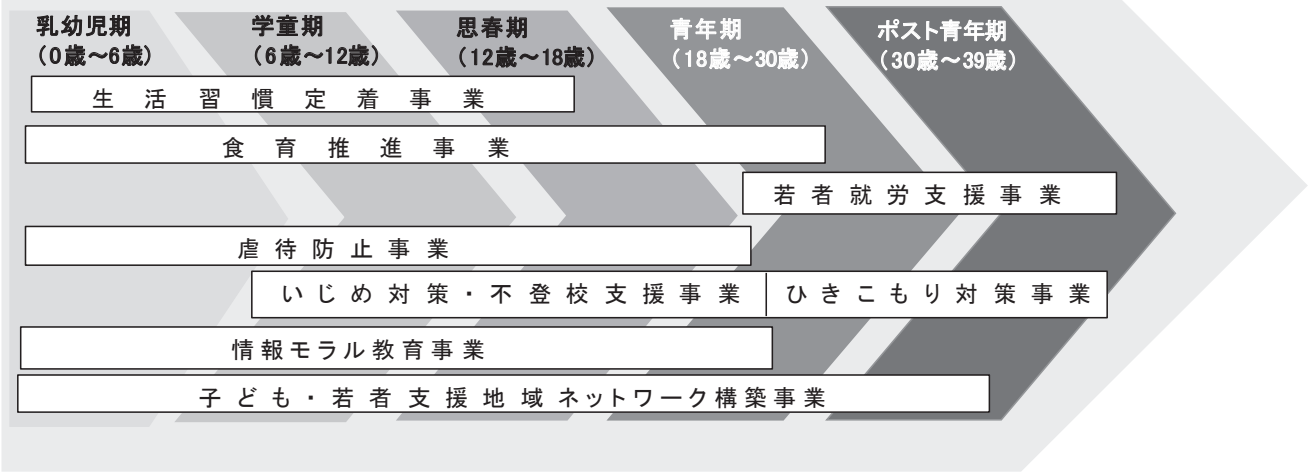 乳幼児期
(0歳～6歳)
学童期
(6歳～12歳)
思春期
(12歳～18歳)
青年期
(18歳～30歳)
ポスト青年期
(30歳～39歳)
生活習慣定着事業
食育推進事業
若者就労支援事業
虐待防止事業
いじめ対策・不登校支援事業
ひきこもり対策事業
情報モラル教育事業
子ども・若者支援地域ネットワーク構築事業